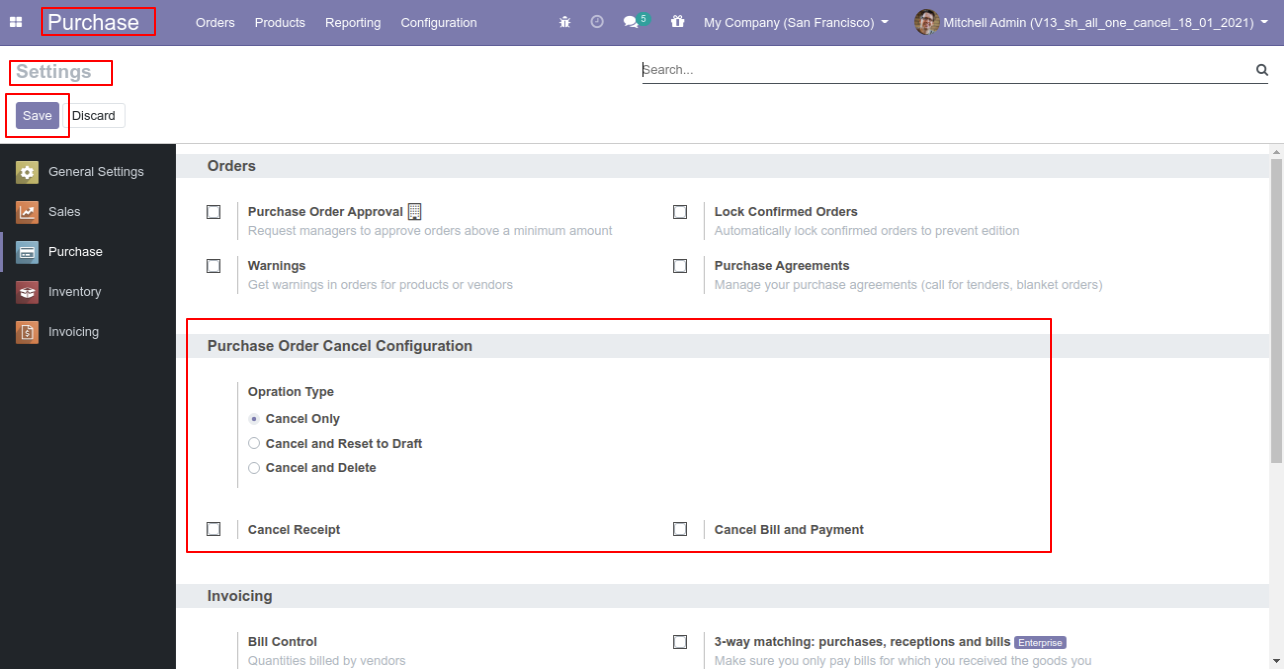 Purchase Orders Products Reporting Configuration 5 My Company (San Francisco) Mitchell Admin (V13_sh_all_one_cancel_18_01_2021)
Settings Search...
Save Discard
General Settings
Sales
Purchase
Inventory
Invoicing
Orders
Purchase Order Approval Lock Confirmed Orders
Request managers to approve orders above a minimum amount Automatically lock confirmed orders to prevent edition
Warnings Purchase Agreements
Get warnings in orders for products or vendors Manage your purchase agreements (call for tenders, blanket orders)
Purchase Order Cancel Configuration
Opration Type
Cancel Only
Cancel and Reset to Draft
Cancel and Delete
Cancel Receipt Cancel Bill and Payment
Invoicing
Bill Control 3-way matching: purchases, receptions and bills Enterprise
Quantities billed by vendors Make sure you only pay bills for which you received the goods you